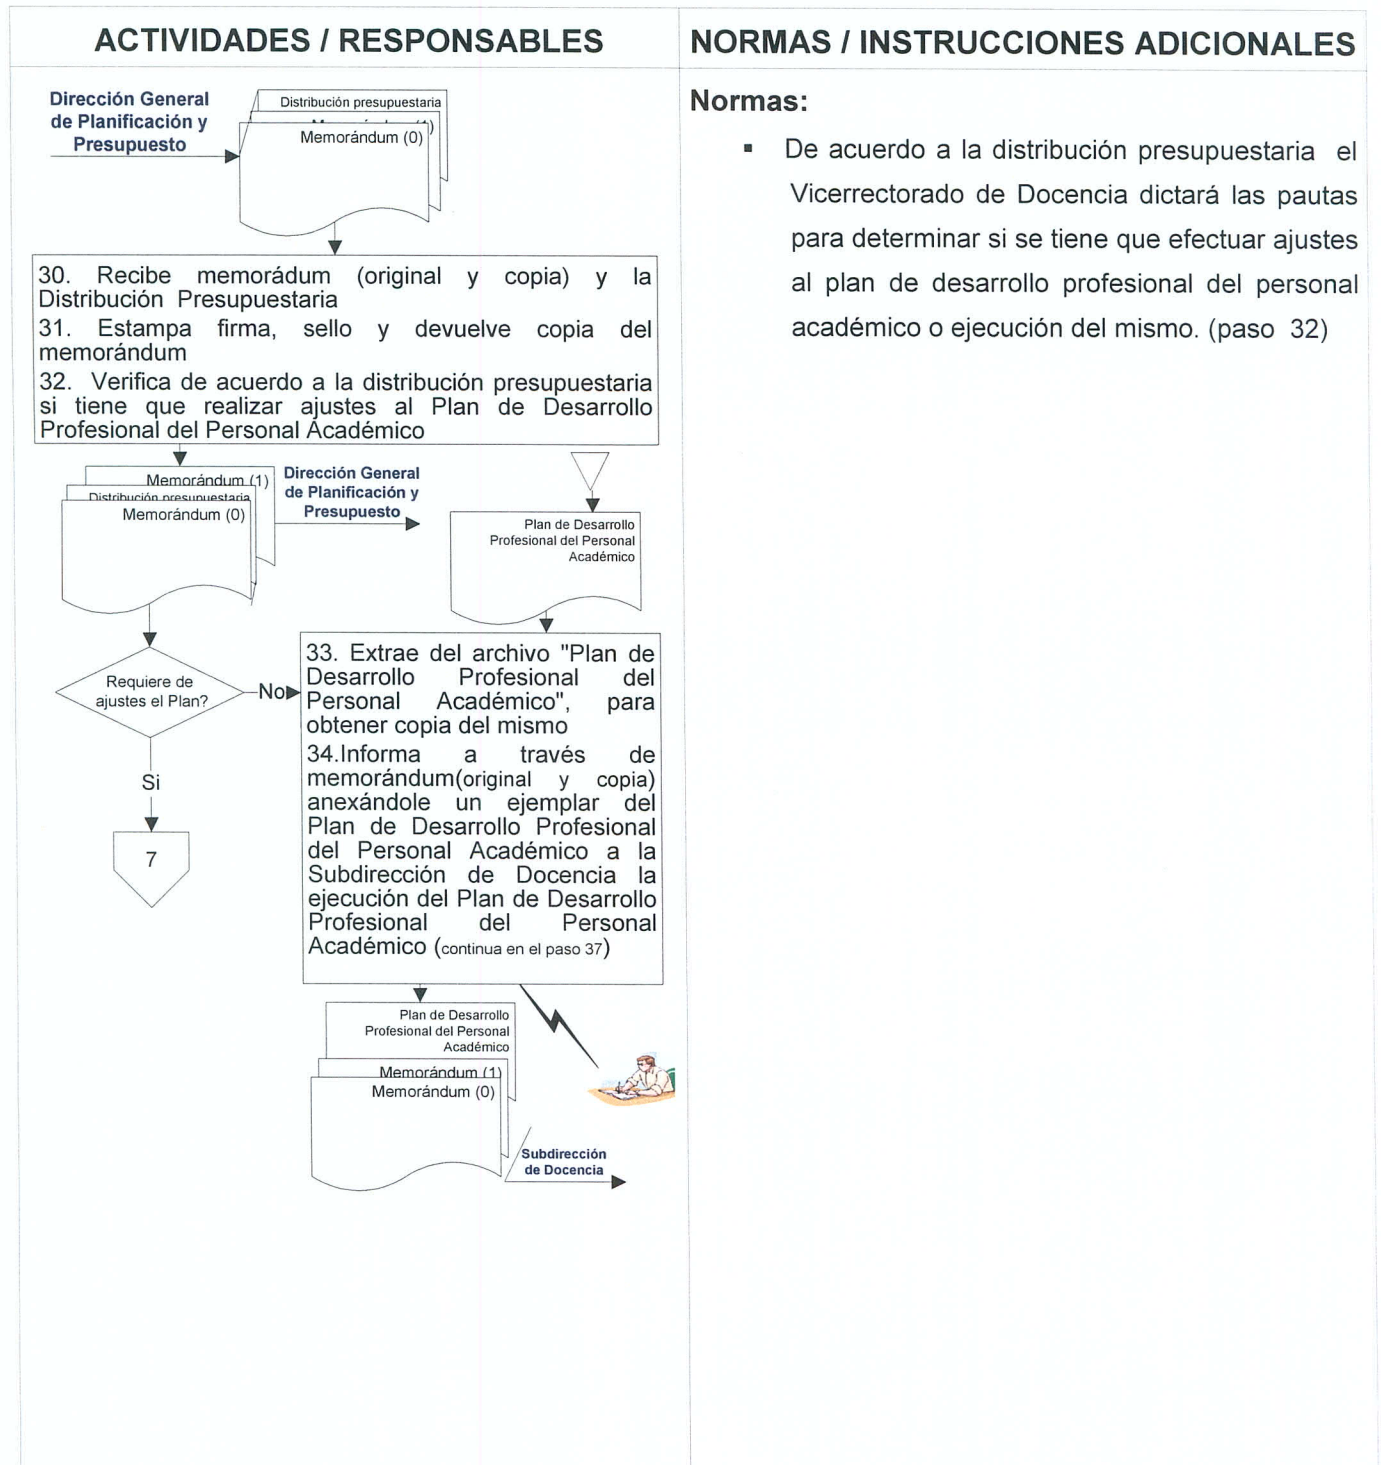 ACTIVIDADES / RESPONSABLES
NORMAS / INSTRUCCIONES ADICIONALES
Dirección General
de Planificación y
Presupuesto
Distribución presupuestaria
Memorándum (0)
30. Recibe memorádum (original y copia) y la
Distribución Presupuestaria
31. Estampa firma, sello y devuelve copia del
memorándum
32. Verifica de acuerdo a la distribución presupuestaria
si tiene que realizar ajustes al Plan de Desarrollo
Profesional del Personal Académico
Memorándum (1)
Distribución presupuestaria
Memorándum (0)
Dirección General
de Planificación y
Presupuesto
Plan de Desarrollo
Profesional del Personal
Académico
Requiere de
ajustes el Plan?
No
Si
7
33. Extrae del archivo "Plan de
Desarrollo Profesional del
Personal Académico", para
obtener copia del mismo
34.Informa a través de
memorándum(original y copia)
anexándole un ejemplar del
Plan de Desarrollo Profesional
del Personal Académico a la
Subdirección de Docencia la
ejecución del Plan de Desarrollo
Profesional del Personal
Académico (continua en el paso 37)
Plan de Desarrollo
Profesional del Personal
Académico
Memorándum (1)
Memorándum (0)
Subdirección
de Docencia
Normas:
▪ De acuerdo a la distribución presupuestaria el
Vicerrectorado de Docencia dictará las pautas
para determinar si se tiene que efectuar ajustes
al plan de desarrollo profesional del personal
académico o ejecución del mismo. (paso 32)